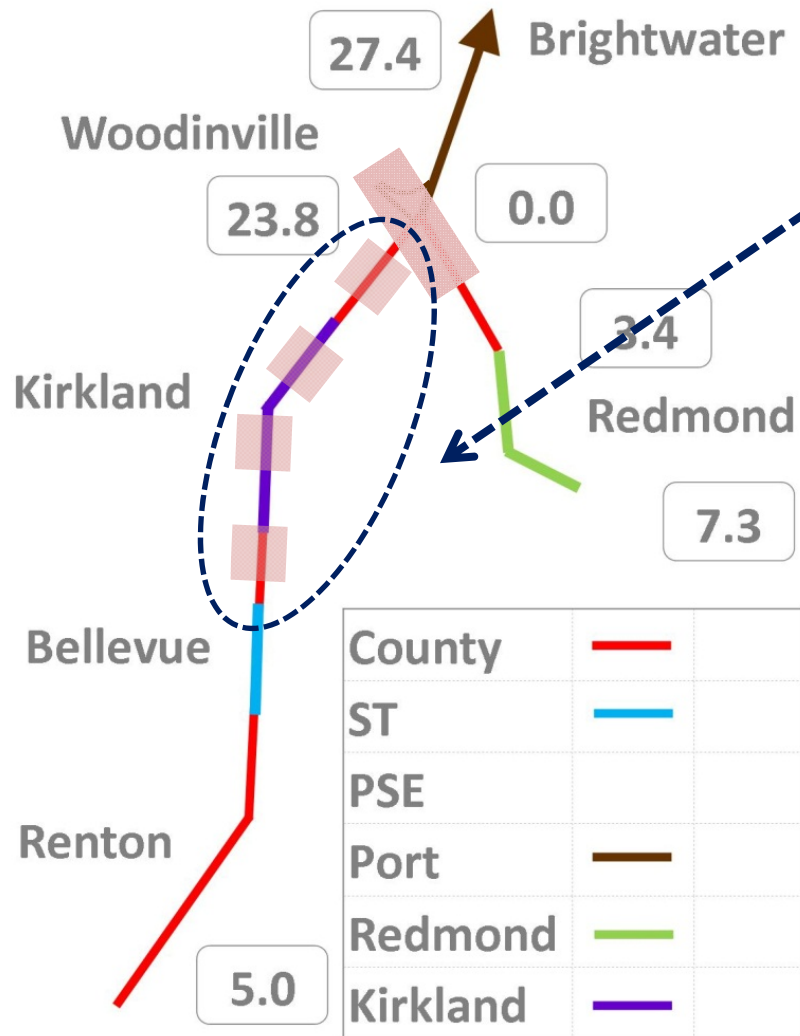 27.4
Brightwater
Woodinville
23.8
0.0
3.4
Kirkland
Redmond
7.3
Bellevue
Renton
5.0
County
ST
PSE
Port
Redmond
Kirkland